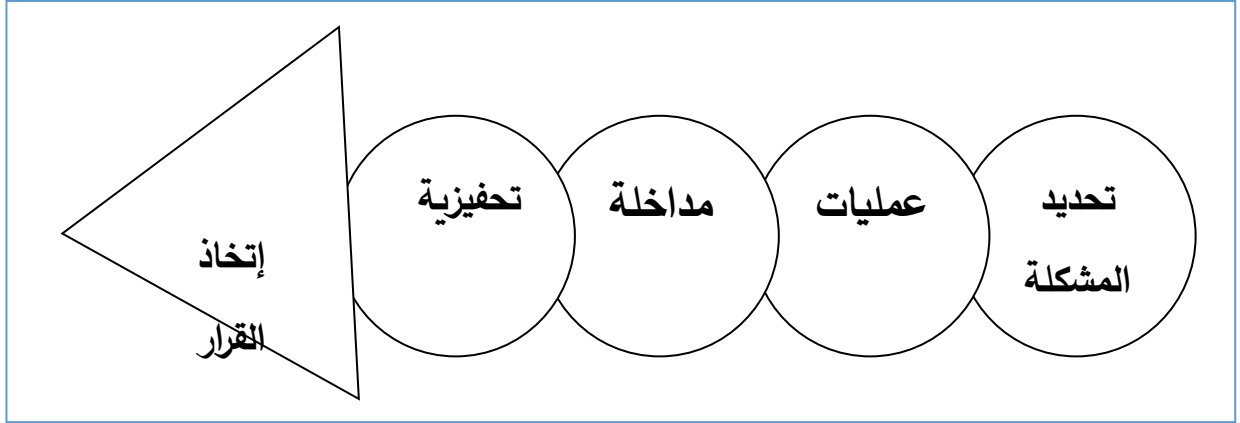 تحديد
المشكلة
عمليات
مداخلة
تحفيزية
إتخاذ
القرار